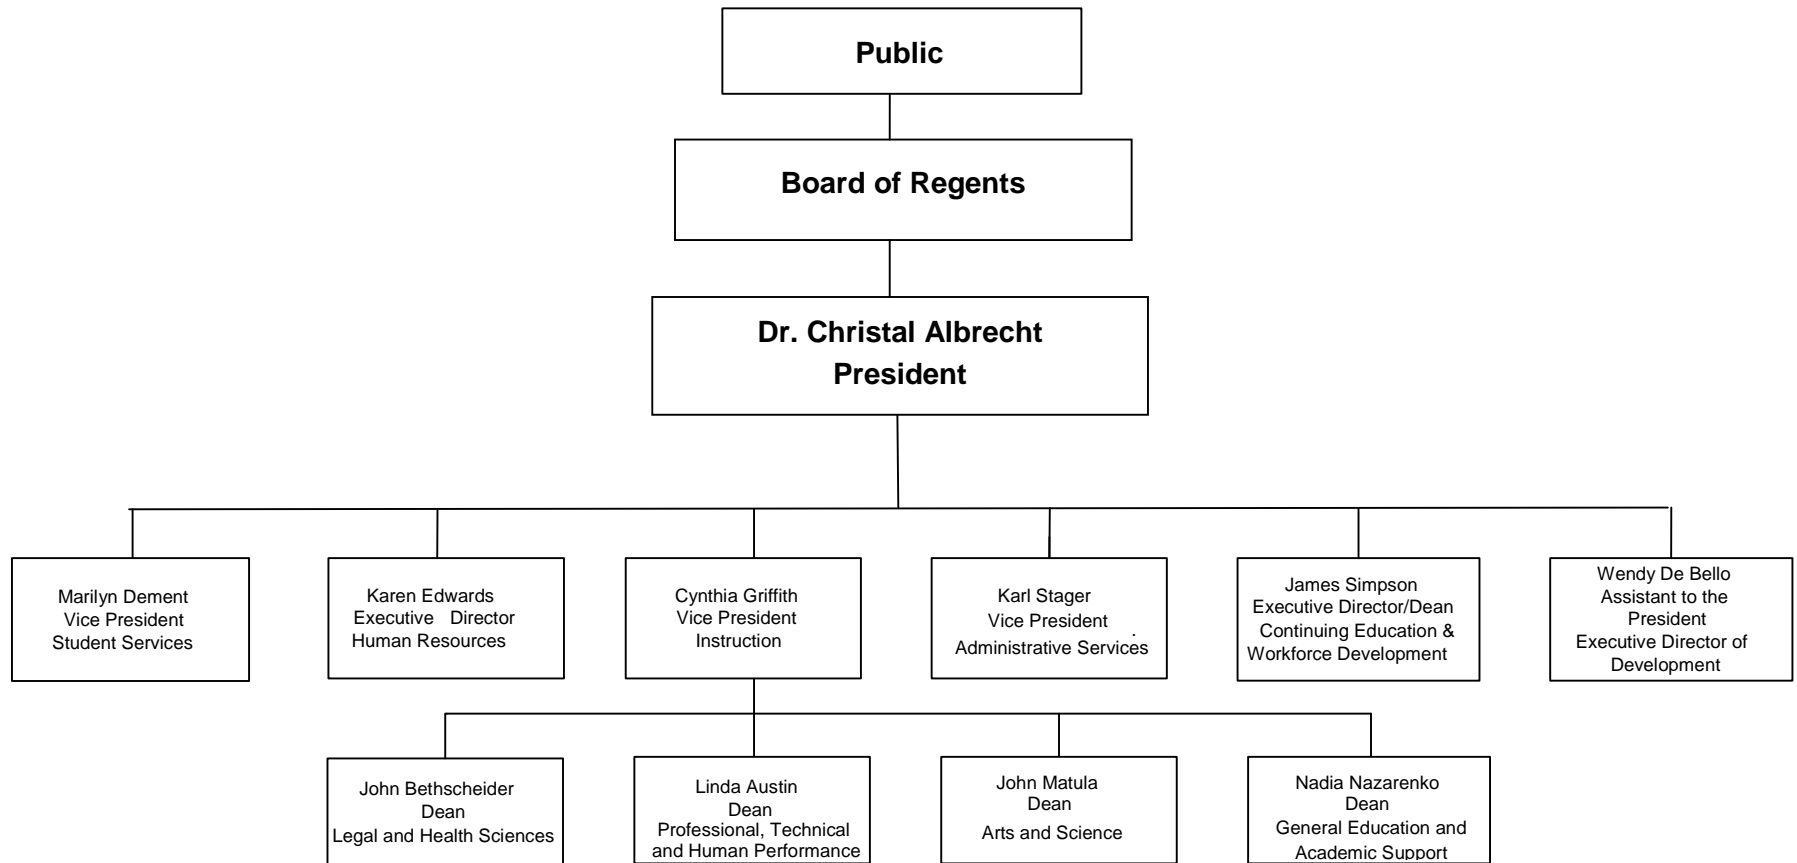 Public
Board of Regents
Dr. Christal Albrecht
President
Marilyn Dement
Vice President
Student Services
Karen Edwards
Executive Director
Human Resources
Cynthia Griffith
Vice President
Instruction
Karl Stager
Vice President
Administrative Services
James Simpson
Executive Director/Dean
Continuing Education &
Workforce Development
Wendy De Bello
Assistant to the
President
Executive Director of
Development
John Bethscheider
Dean
Legal and Health Sciences
Linda Austin
Dean
Professional, Technical
and Human Performance
John Matula
Dean
Arts and Science
Nadia Nazarenko
Dean
General Education and
Academic Support